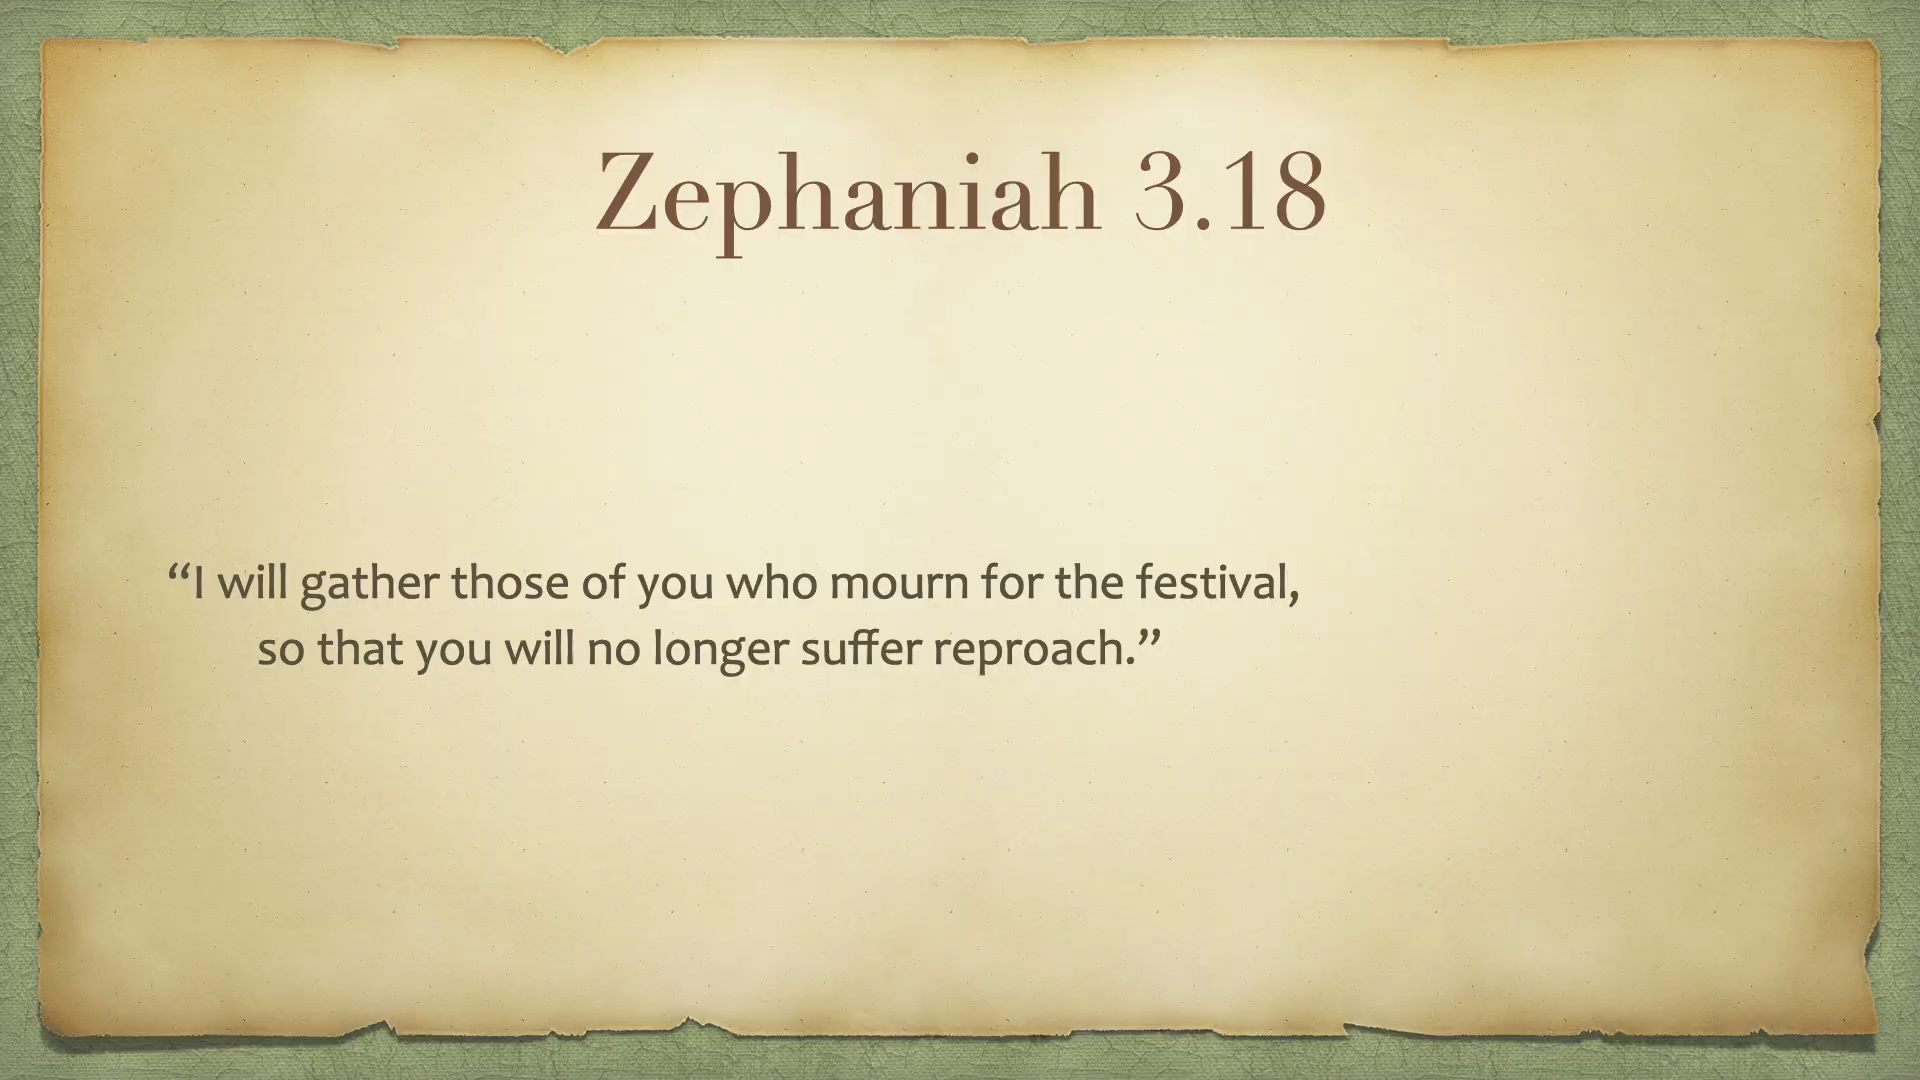 Zephaniah 3.18
“I will gather those of you who mourn for the festival,
so that you will no longer suffer reproach.”